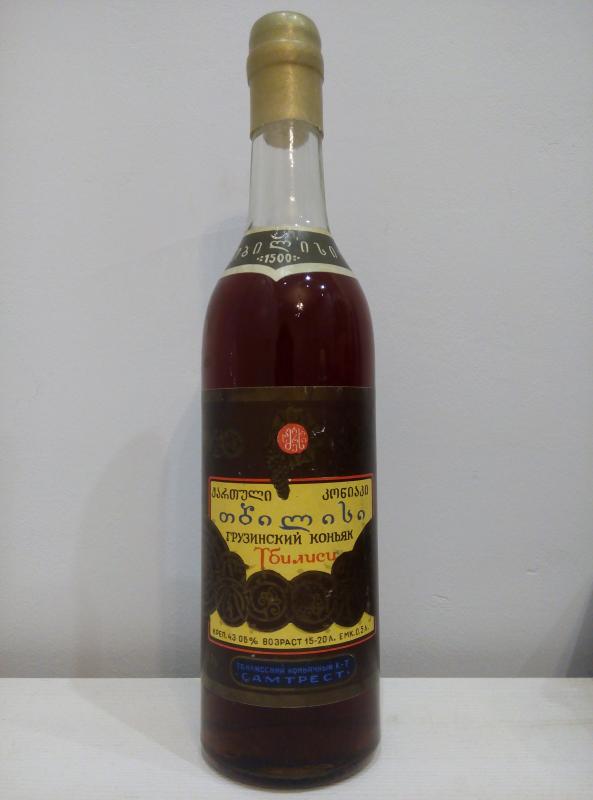 თბილისი
·:1500:·
ქართული კონიაკი
თბილისი
ГРУЗИНСКИЙ КОНЬЯК
Тбилиси
КРЕП. 43 ОБ% ВОЗРАСТ 15-20 Л. ЕМК. 0,5 Л.
ТБИЛИССКИЙ КОНЬЯЧНЫЙ К-Т
"САМТРЕСТ"